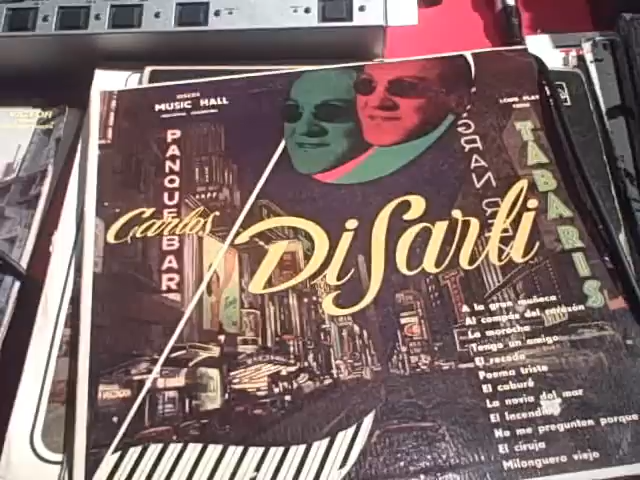 DISCOS
MUSIC HALL
LONG PLAY
PANQUE BAR
GRAN
TABARIS
Carlos
Di Sarli
A la gran muñeca
Al compás del corazón
La morocha
Tengo un amigo
El recodo
Poema triste
El caburé
La novia del mar
El incendio
No me pregunten porque
El ciruja
Milonguero viejo